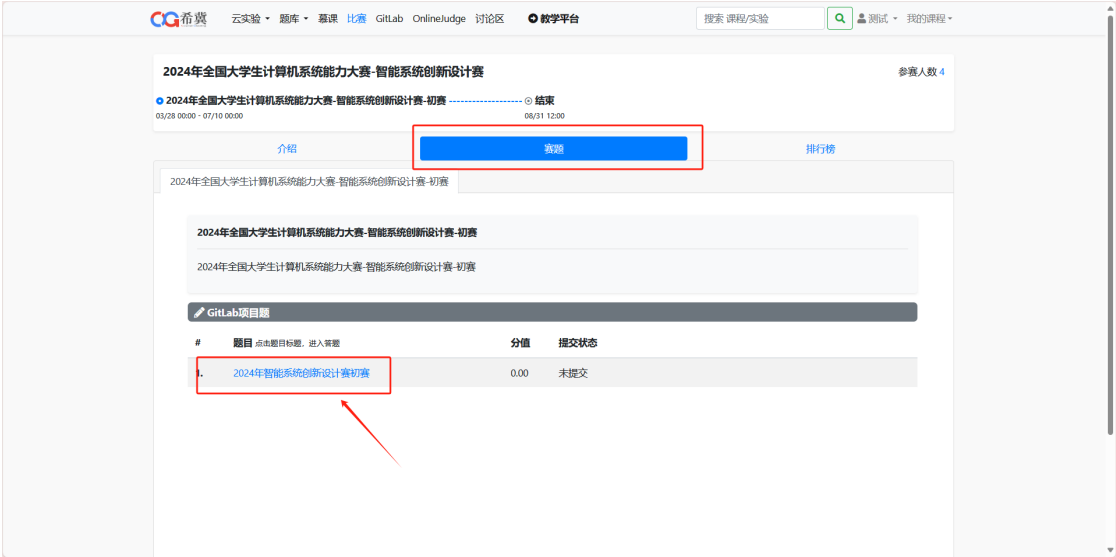 CG希冀 云实验 题库 慕课 比赛 GitLab OnlineJudge 讨论区 教学平台 搜索 课程/实验 测试 我的课程
2024年全国大学生计算机系统能力大赛-智能系统创新设计赛 参赛人数 4
2024年全国大学生计算机系统能力大赛-智能系统创新设计赛-初赛 ------------------- 结束
03/28 00:00 - 07/10 00:00 08/31 12:00
介绍 赛题 排行榜
2024年全国大学生计算机系统能力大赛-智能系统创新设计赛-初赛
2024年全国大学生计算机系统能力大赛-智能系统创新设计赛-初赛
2024年全国大学生计算机系统能力大赛-智能系统创新设计赛-初赛
GitLab项目题
# 题目 点击题目标题，进入答题 分值 提交状态
1. 2024年智能系统创新设计赛初赛 0.00 未提交